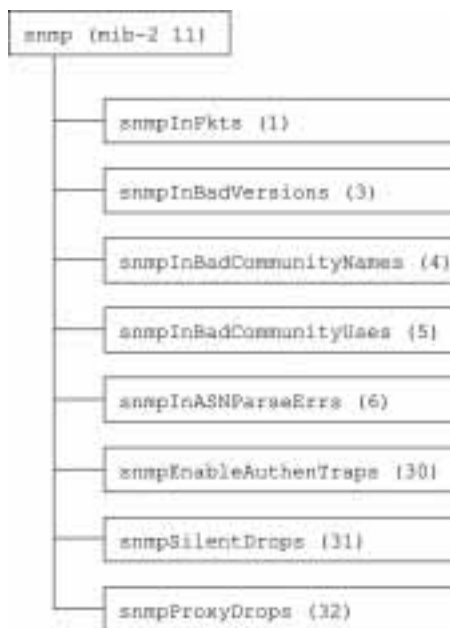 snmp (mib-2 11)
snmpInPkts (1)
snmpInBadVersions (3)
snmpInBadCommunityNames (4)
snmpInBadCommunityUses (5)
snmpInASNParseErrs (6)
snmpEnableAuthenTraps (30)
snmpSilentDrops (31)
snmpProxyDrops (32)